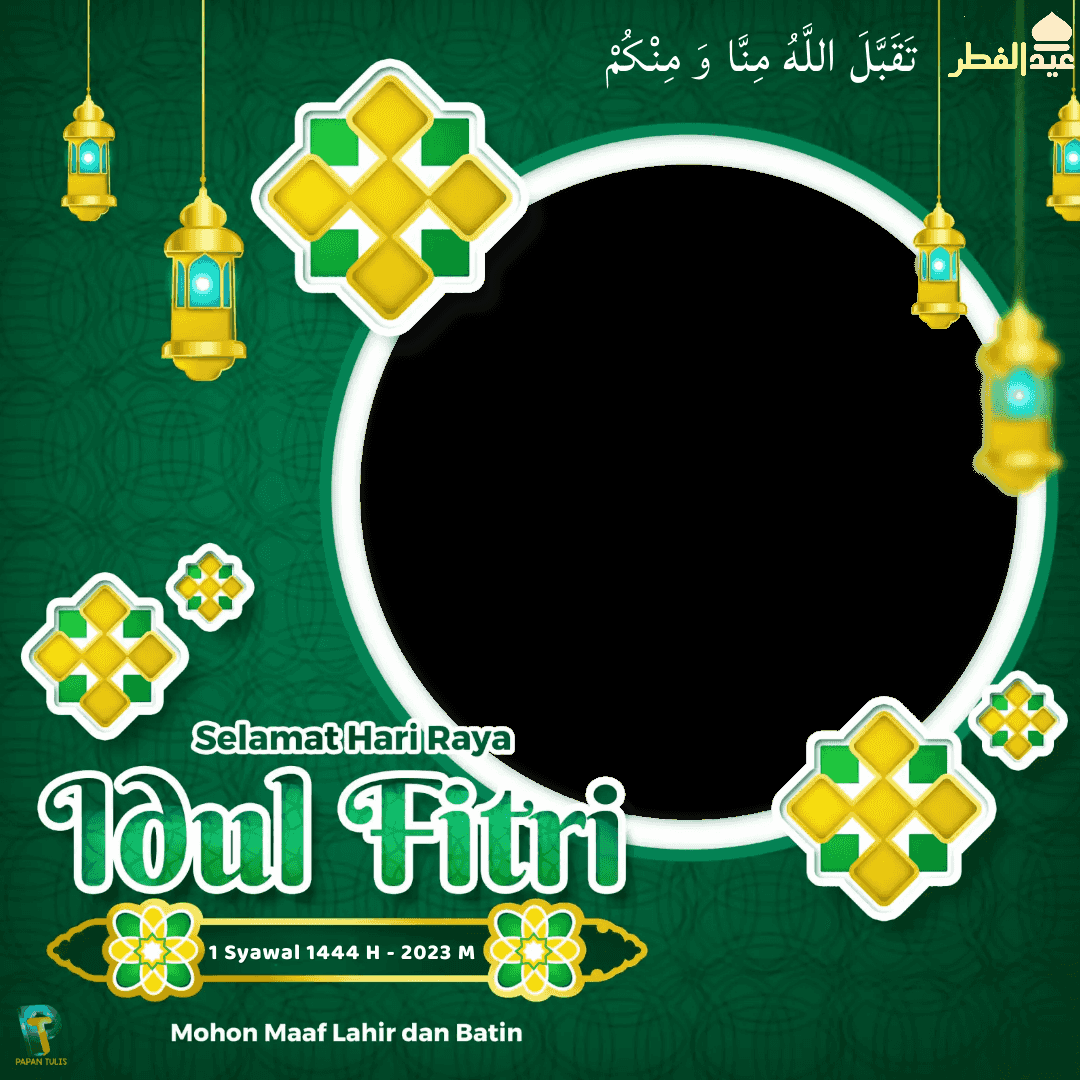 تَقَبَّلَ اللَّهُ مِنَّا وَ مِنْكُمْ
عيد الفطر
Selamat Hari Raya
Idul Fitri
1 Syawal 1444 H - 2023 M
Mohon Maaf Lahir dan Batin
PAPAN TULIS